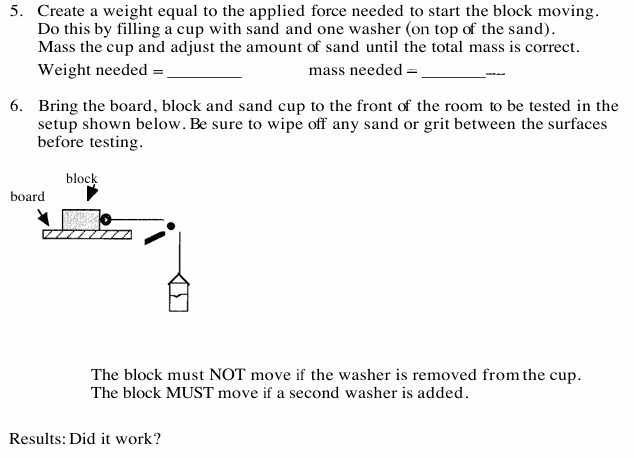 5. Create a weight equal to the applied force needed to start the block moving.
Do this by filling a cup with sand and one washer (on top of the sand).
Mass the cup and adjust the amount of sand until the total mass is correct.
Weight needed = _________ mass needed = __________
6. Bring the board, block and sand cup to the front of the room to be tested in the
setup shown below. Be sure to wipe off any sand or grit between the surfaces
before testing.
block
board
The block must NOT move if the washer is removed from the cup.
The block MUST move if a second washer is added.
Results: Did it work?